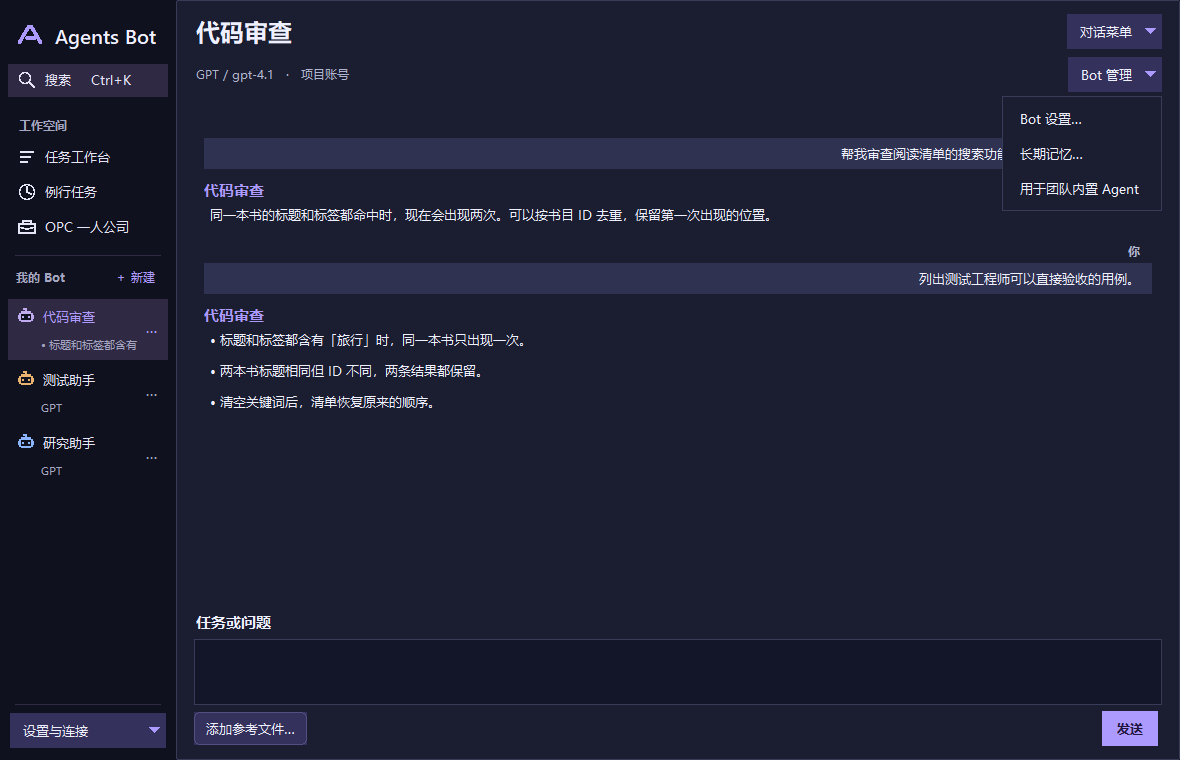 Agents Bot
搜索 Ctrl+K
工作空间
任务工作台
例行任务
OPC 一人公司
我的 Bot + 新建
代码审查
...
• 标题和标签都含有
测试助手
...
GPT
研究助手
...
GPT
设置与连接
代码审查
GPT / gpt-4.1 · 项目账号
对话菜单
Bot 管理
Bot 设置...
长期记忆...
用于团队内置 Agent
帮我审查阅读清单的搜索功能
代码审查
同一本书的标题和标签都命中时，现在会出现两次。可以按书目 ID 去重，保留第一次出现的位置。
你
列出测试工程师可以直接验收的用例。
代码审查
• 标题和标签都含有「旅行」时，同一本书只出现一次。
• 两本书标题相同但 ID 不同，两条结果都保留。
• 清空关键词后，清单恢复原来的顺序。
任务或问题
添加参考文件...
发送